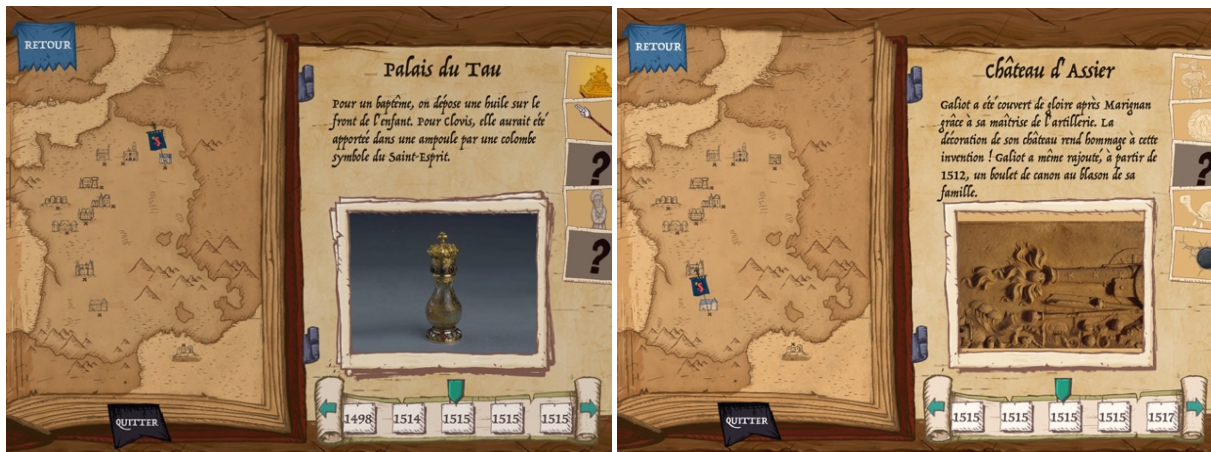 RETOUR
Palais du Tau
Pour un baptême, on dépose une huile sur le
front de l'enfant. Pour Clovis, elle aurait été
apportée dans une ampoule par une colombe
symbole du Saint-Esprit.
?
?
QUITTER
1498 1514 1515 1515 1515
RETOUR
Château d'Assier
Galiot a été couvert de gloire après Marignan
grâce à sa maîtrise de l'artillerie. La
décoration de son château rend hommage à cette
invention ! Galiot a même rajouté, à partir de
1512, un boulet de canon au blason de sa
famille.
?
QUITTER
1515 1515 1515 1515 1517